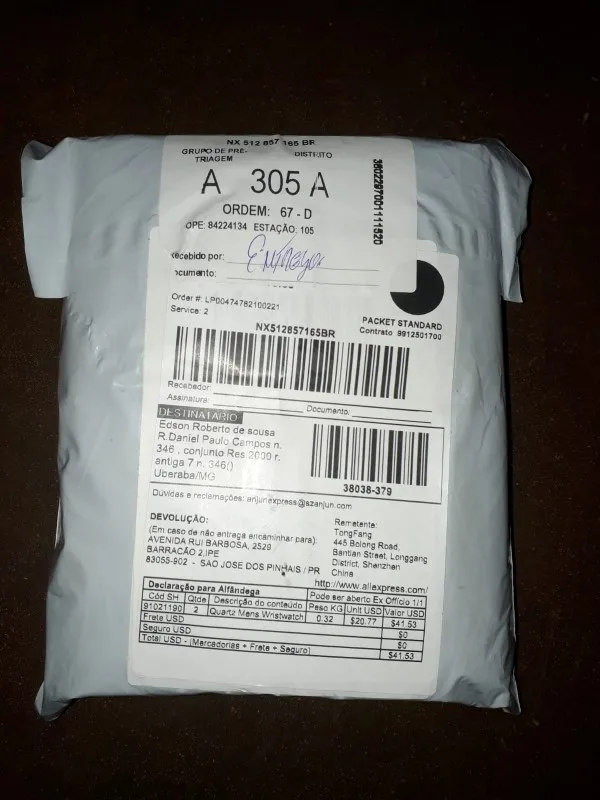 NX 512 857 165 BR
GRUPO DE PRÉ-TRIAGEM DISTRITO
A 305 A
ORDEM: 67 - D
OPE: 84224134 ESTAÇÃO: 105
ecebido por:
ocumento:
3802297001111520
Order #: LP00474782100221
Service: 2
PACKET STANDARD
Contrato 9912501700
NX512857165BR
Recebedor:
Assinatura: Documento:
DESTINATÁRIO
Edson Roberto de sousa
R.Daniel Paulo Campos n.
346 , conjunto Res 2000 r.
antiga 7 n. 346()
Uberaba/MG
38038-379
Dúvidas e reclamações: anjunexpress@szanjun.com
DEVOLUÇÃO:
(Em caso de não entrega encaminhar para):
AVENIDA RUI BARBOSA, 2529
BARRACÃO 2,IPE
83055-902 - SAO JOSE DOS PINHAIS / PR
Remetente:
TongFang
445 Bolong Road,
Bantian Street, Longgang
District, Shenzhen
China
http://www.aliexpress.com/
Declaração para Alfândega Pode ser aberto Ex Officio 1/1
Cód SH Qtde Descrição do conteúdo Peso KG Unit USD Valor USD
91021190 2 Quartz Mens Wristwatch 0.32 $20.77 $41.53
Frete USD $0
Seguro USD $0
Total USD - (Mercadorias + Frete + Seguro) $41.53